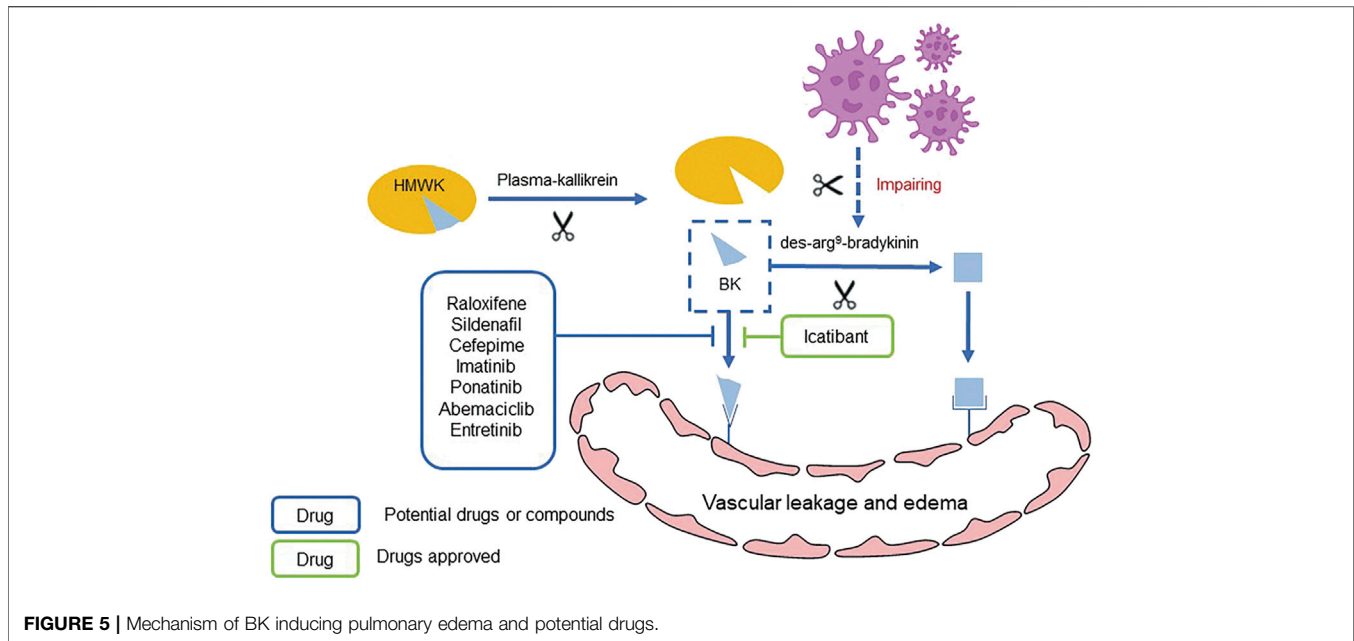 HMWK
Plasma-kallikrein
Impairing
des-arg⁹-bradykinin
BK
Raloxifene
Sildenafil
Cefepime
Imatinib
Ponatinib
Abemaciclib
Entretinib
Icatibant
Vascular leakage and edema
Drug Potential drugs or compounds
Drug Drugs approved
FIGURE 5 | Mechanism of BK inducing pulmonary edema and potential drugs.